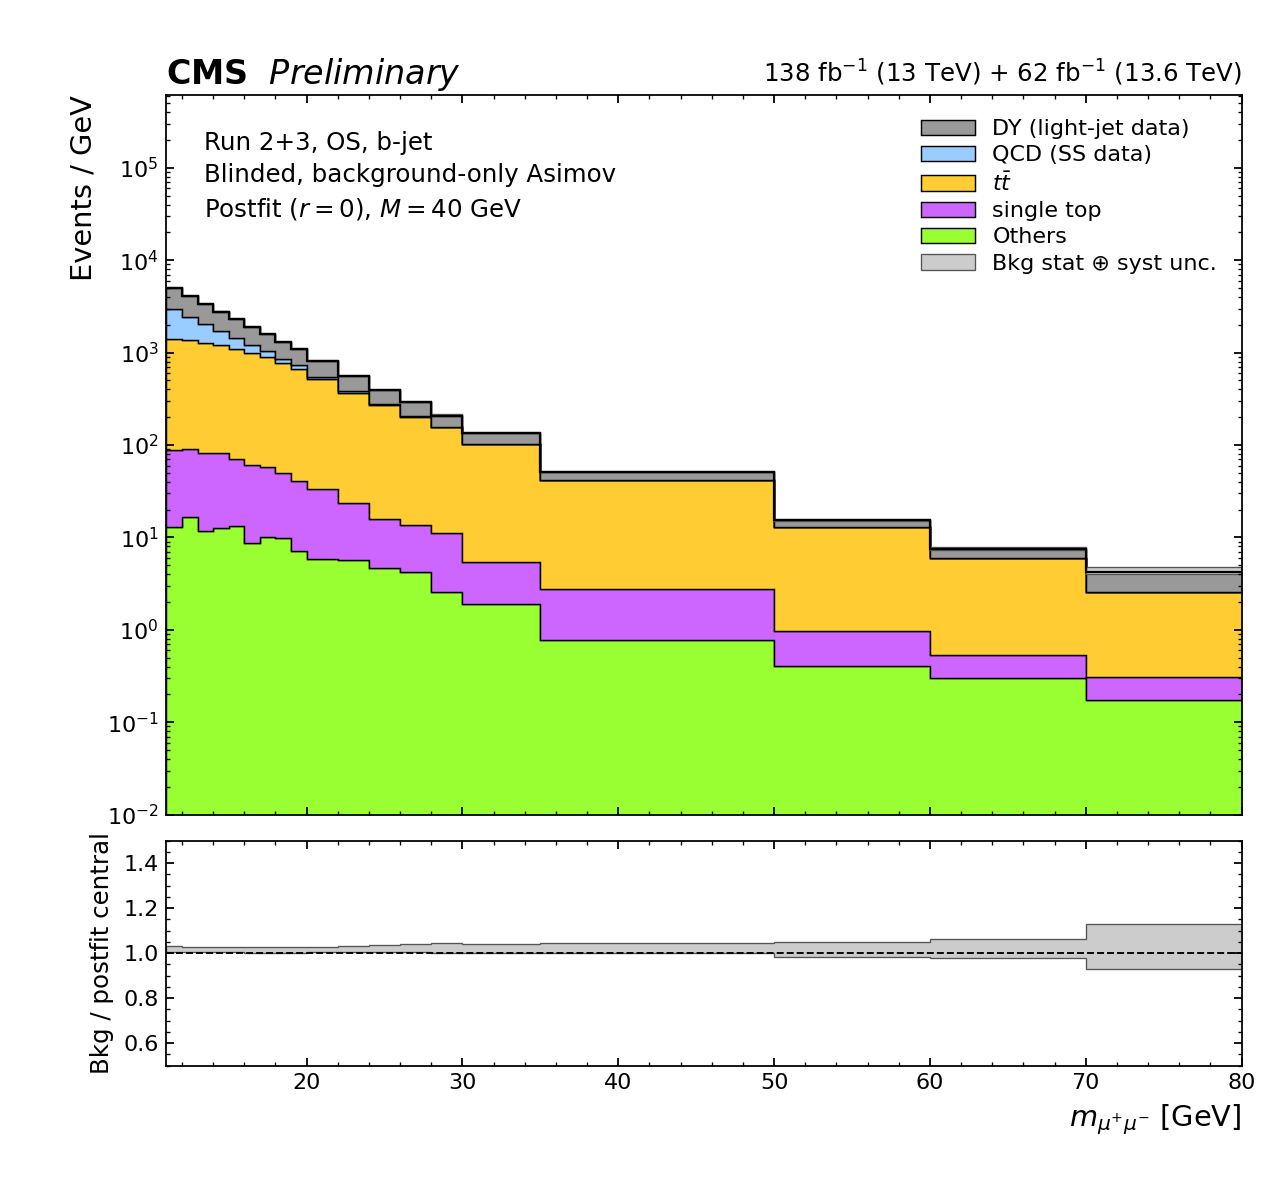 CMS Preliminary
138 fb⁻¹ (13 TeV) + 62 fb⁻¹ (13.6 TeV)
Events / GeV
Run 2+3, OS, b-jet
Blinded, background-only Asimov
Postfit (r = 0), M = 40 GeV
DY (light-jet data)
QCD (SS data)
tt̄
single top
Others
Bkg stat ⊕ syst unc.
10⁵
10⁴
10³
10²
10¹
10⁰
10⁻¹
10⁻²
Bkg / postfit central
1.4
1.2
1.0
0.8
0.6
20 30 40 50 60 70 80
m_{μ⁺μ⁻} [GeV]